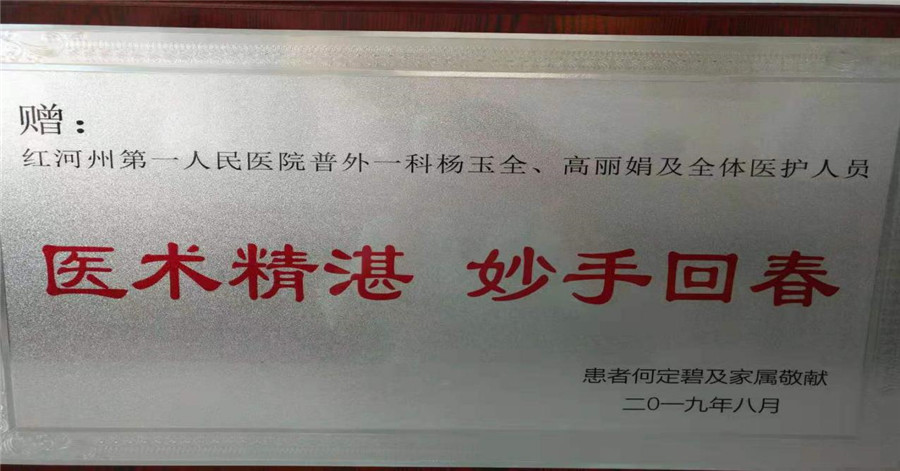 赠：
红河州第一人民医院普外一科杨玉全、高丽娟及全体医护人员
医术精湛 妙手回春
患者何定碧及家属敬献
二0一九年八月